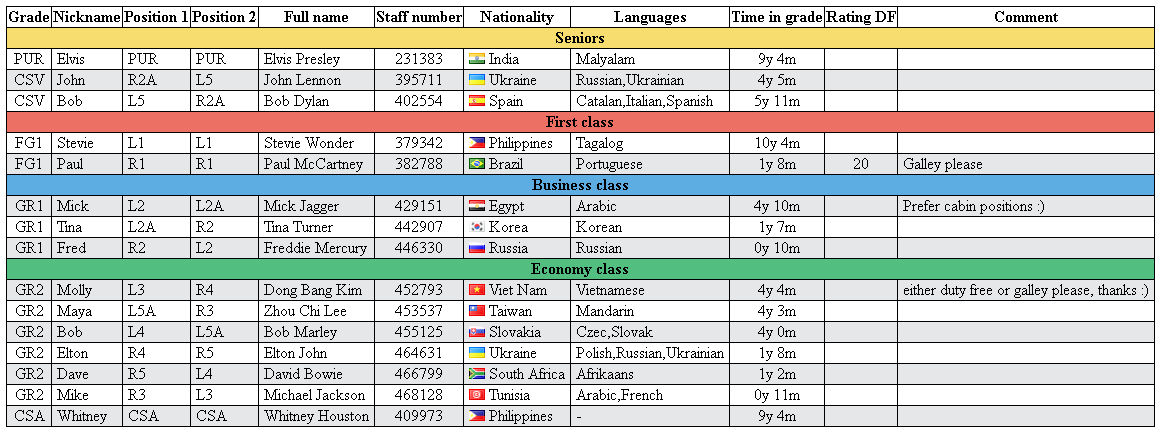 Grade Nickname Position 1 Position 2 Full name Staff number Nationality Languages Time in grade Rating DF Comment
Seniors
PUR Elvis PUR PUR Elvis Presley 231383 India Malyalam 9y 4m
CSV John R2A L5 John Lennon 395711 Ukraine Russian,Ukrainian 4y 5m
CSV Bob L5 R2A Bob Dylan 402554 Spain Catalan,Italian,Spanish 5y 11m
First class
FG1 Stevie L1 L1 Stevie Wonder 379342 Philippines Tagalog 10y 4m
FG1 Paul R1 R1 Paul McCartney 382788 Brazil Portuguese 1y 8m 20 Galley please
Business class
GR1 Mick L2 L2A Mick Jagger 429151 Egypt Arabic 4y 10m Prefer cabin positions :)
GR1 Tina L2A R2 Tina Turner 442907 Korea Korean 1y 7m
GR1 Fred R2 L2 Freddie Mercury 446330 Russia Russian 0y 10m
Economy class
GR2 Molly L3 R4 Dong Bang Kim 452793 Viet Nam Vietnamese 4y 4m either duty free or galley please, thanks :)
GR2 Maya L5A R3 Zhou Chi Lee 453537 Taiwan Mandarin 4y 3m
GR2 Bob L4 L5A Bob Marley 455125 Slovakia Czec,Slovak 4y 0m
GR2 Elton R4 R5 Elton John 464631 Ukraine Polish,Russian,Ukrainian 1y 8m
GR2 Dave R5 L4 David Bowie 466799 South Africa Afrikaans 1y 2m
GR2 Mike R3 L3 Michael Jackson 468128 Tunisia Arabic,French 0y 11m
CSA Whitney CSA CSA Whitney Houston 409973 Philippines - 9y 4m